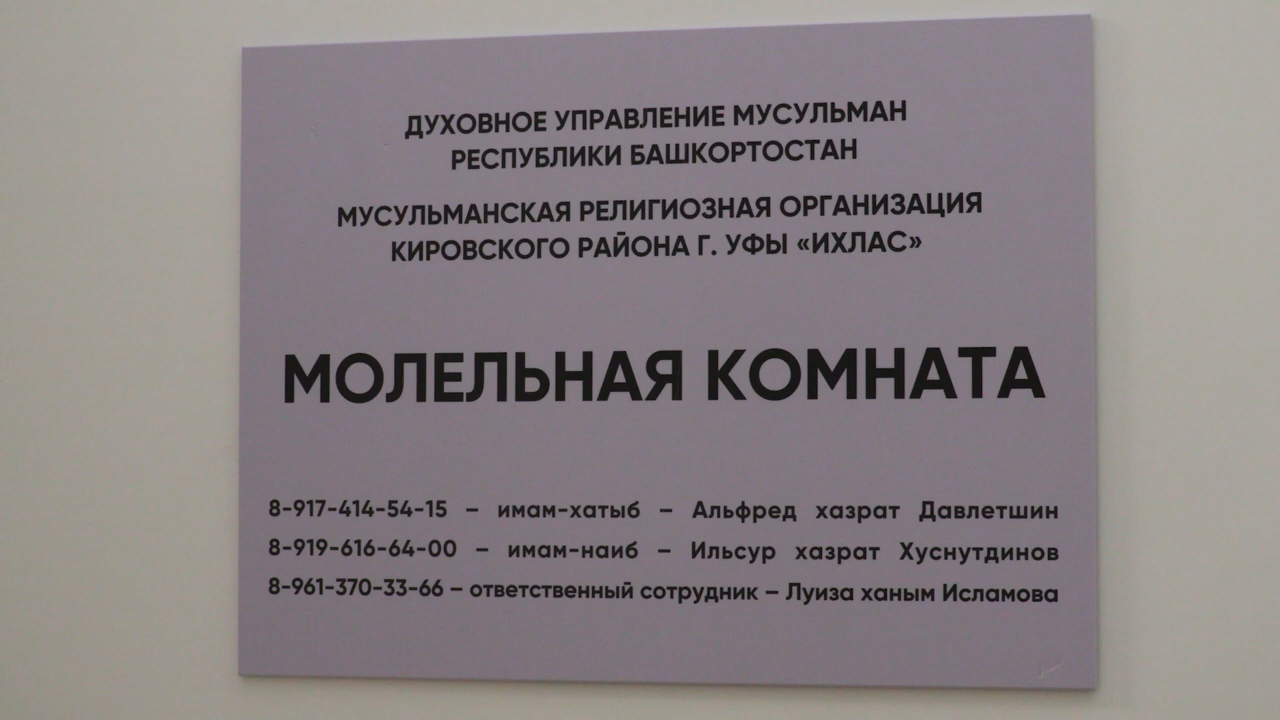 ДУХОВНОЕ УПРАВЛЕНИЕ МУСУЛЬМАН
РЕСПУБЛИКИ БАШКОРТОСТАН
МУСУЛЬМАНСКАЯ РЕЛИГИОЗНАЯ ОРГАНИЗАЦИЯ
КИРОВСКОГО РАЙОНА Г. УФЫ «ИХЛАС»
МОЛЕЛЬНАЯ КОМНАТА
8-917-414-54-15 – имам-хатыб – Альфред хазрат Давлетшин
8-919-616-64-00 – имам-наиб – Ильсур хазрат Хуснутдинов
8-961-370-33-66 – ответственный сотрудник – Луиза ханым Исламова